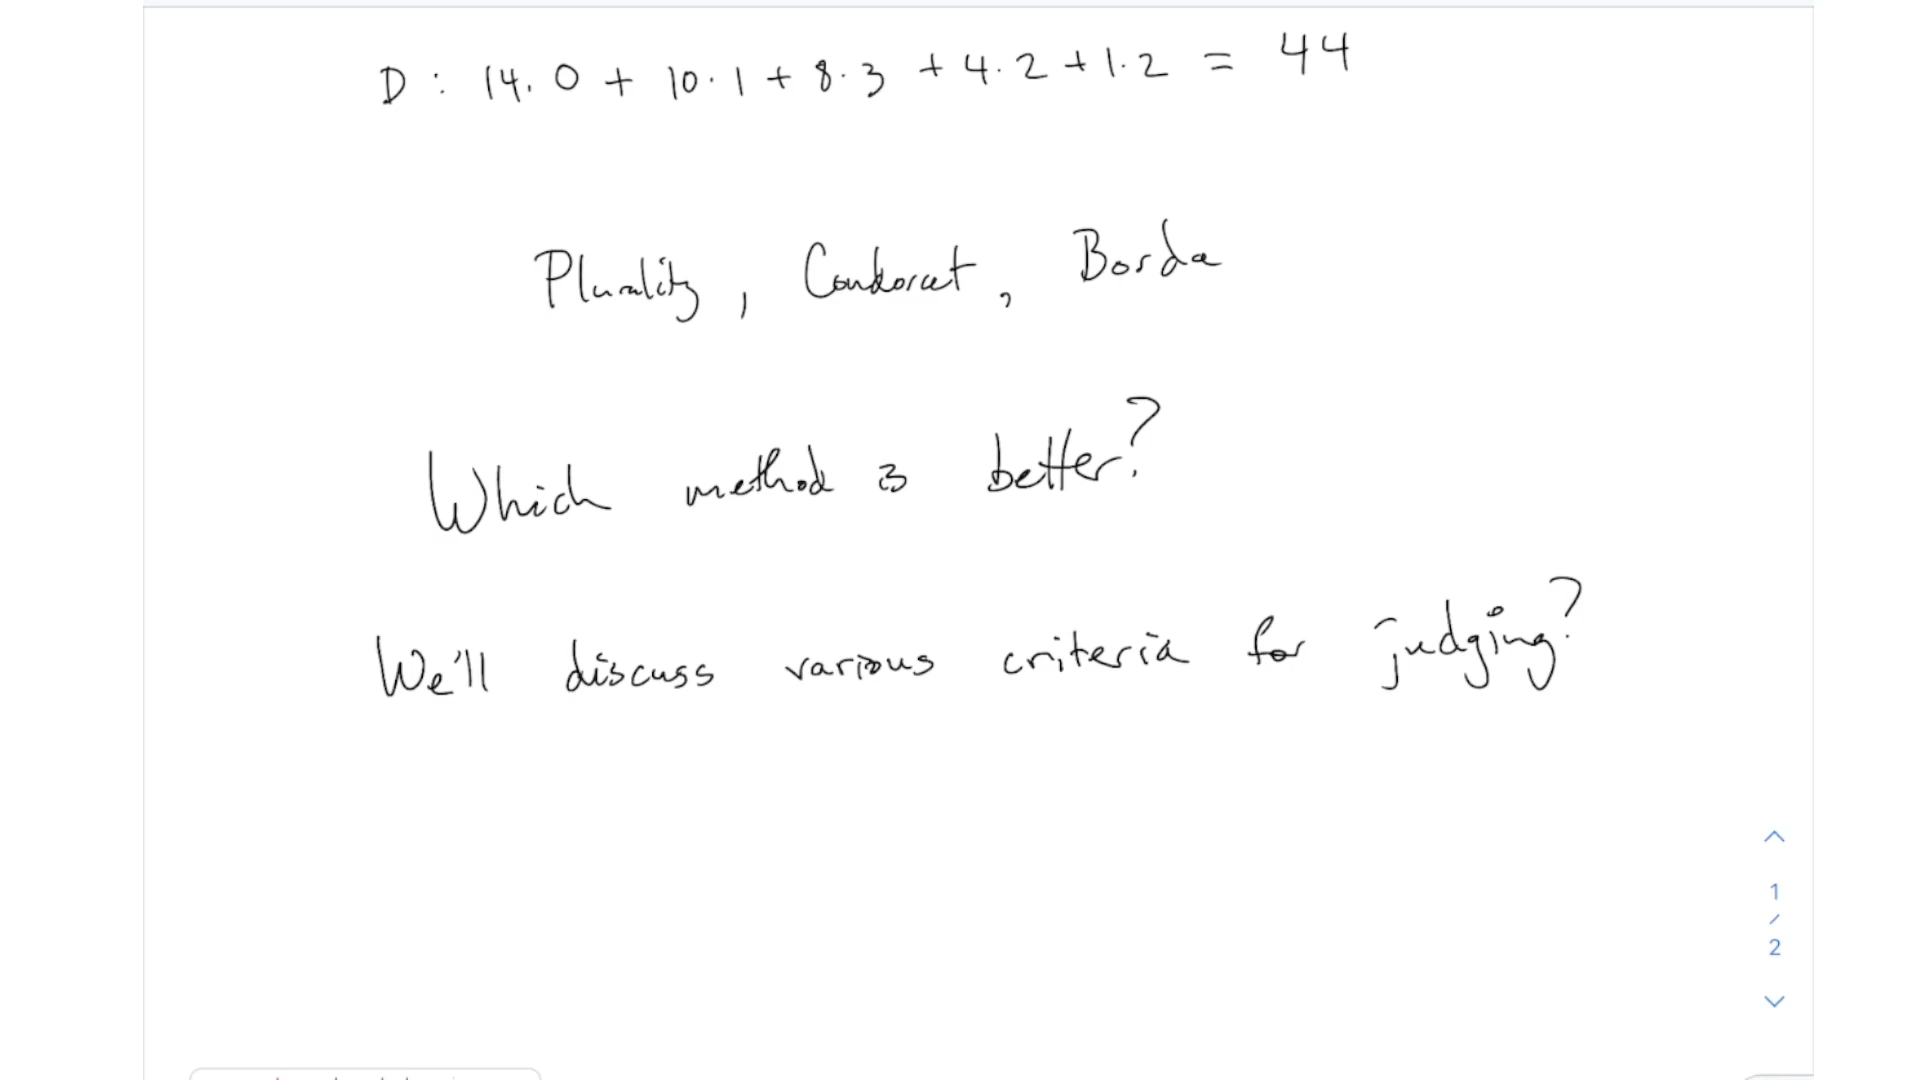 D : 14.0 + 10.1 + 8.3 + 4.2 + 1.2 = 44
Plurality, Condorcet, Borda
Which method is better?
We'll discuss various criteria for judging?
1
/
2